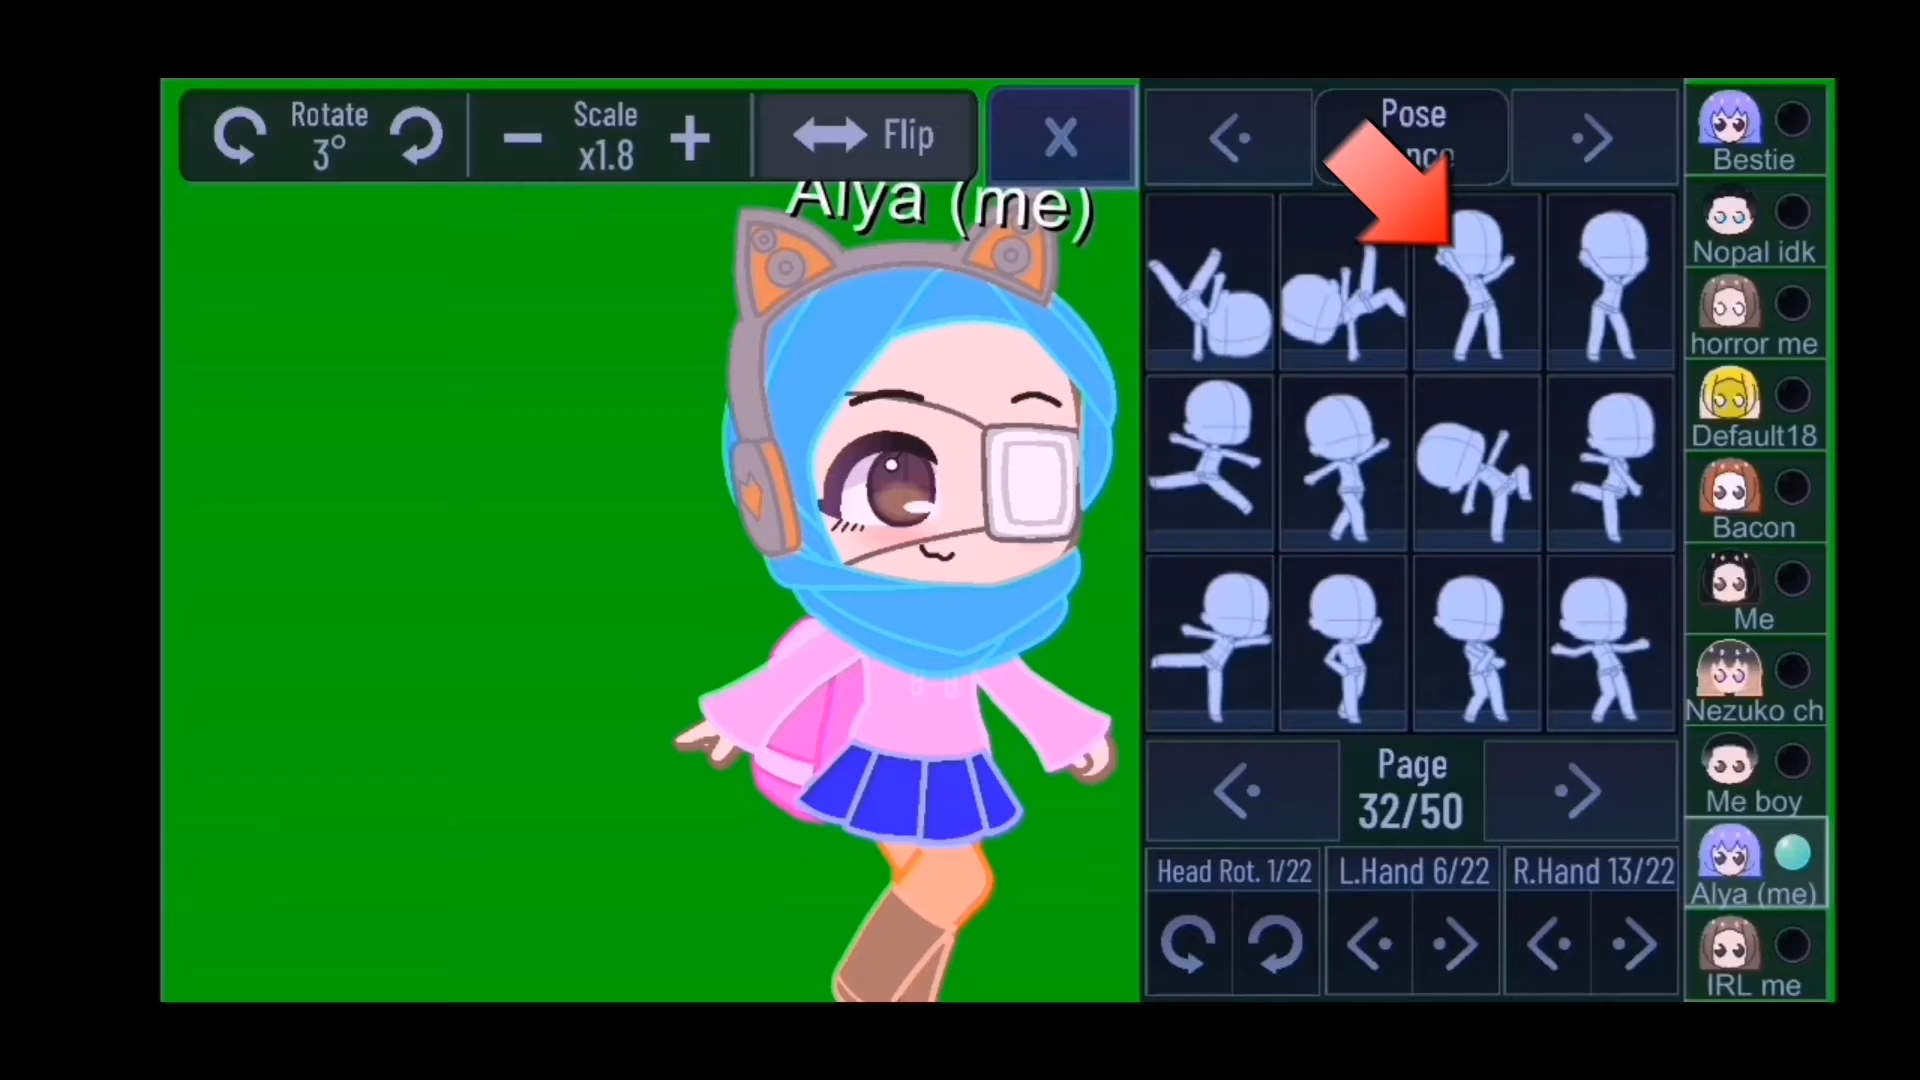 Rotate
3°
Scale
x1.8
Flip
X
Alya (me)
Pose
Page
32/50
Head Rot. 1/22
L.Hand 6/22
R.Hand 13/22
Bestie
Nopal idk
horror me
Default18
Bacon
Me
Nezuko ch
Me boy
Alya (me)
IRL me